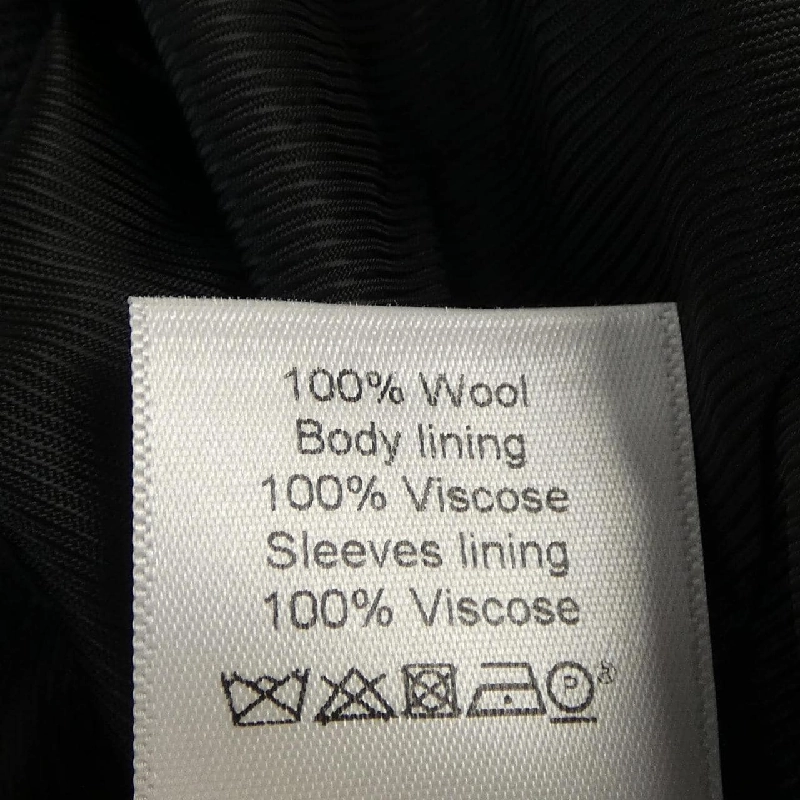 100% Wool
Body lining
100% Viscose
Sleeves lining
100% Viscose
P ®